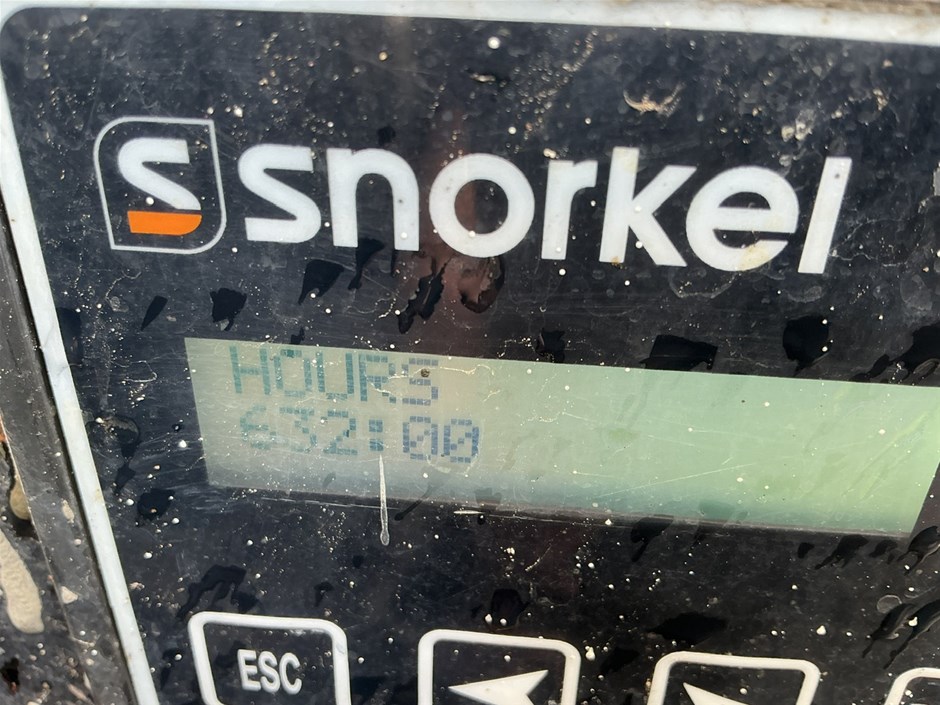 snorkel
HOURS
632:00
ESC